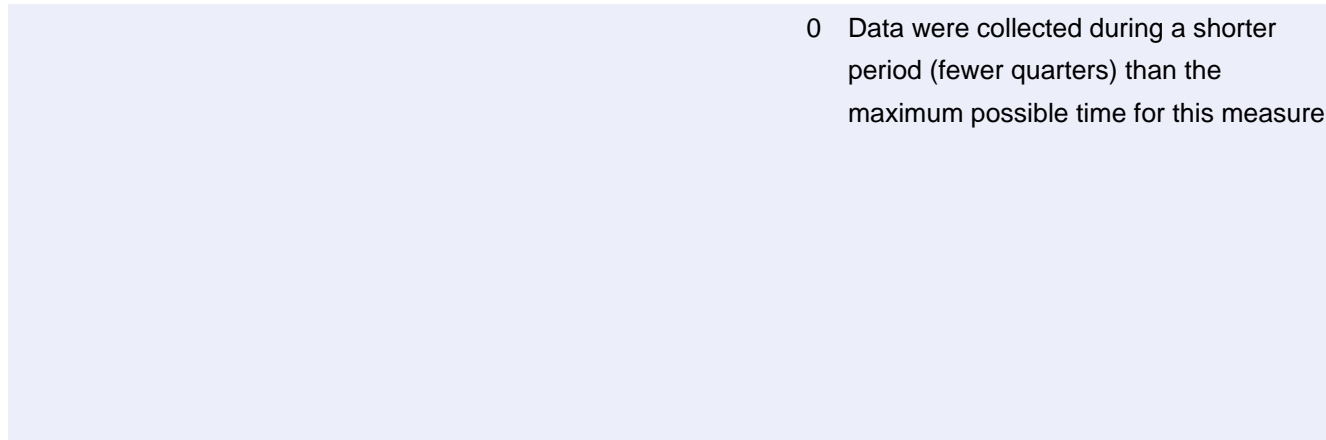 0 Data were collected during a shorter
period (fewer quarters) than the
maximum possible time for this measure